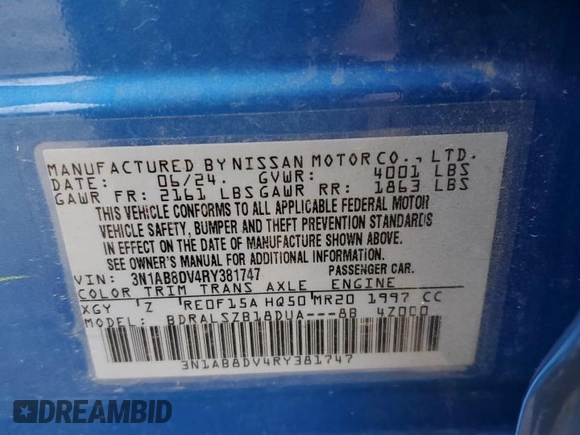 MANUFACTURED BY NISSAN MOTOR CO., LTD.
DATE: 06/24. GVWR: 4001 LBS
GAWR FR: 2161 LBS GAWR RR: 1863 LBS
THIS VEHICLE CONFORMS TO ALL APPLICABLE FEDERAL MOTOR
VEHICLE SAFETY, BUMPER AND THEFT PREVENTION STANDARDS
IN EFFECT ON THE DATE OF MANUFACTURE SHOWN ABOVE.
SEE OWNER'S MANUAL FOR ADDITIONAL INFORMATION.
VIN: 3N1AB8DV4RY381747 PASSENGER CAR.
COLOR TRIM TRANS AXLE ENGINE
XGY Z RE0F15A HQ50 MR20 1997 CC
MODEL: BDRALSZB18DUA---8B 4Z000
3N1AB8DV4RY381747
DREAMBID